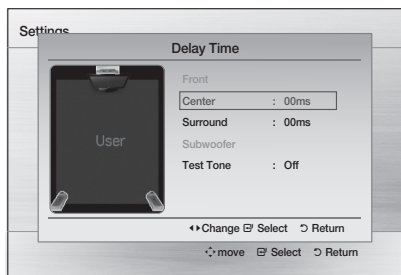 Settings
Delay Time
User
Front
Center : 00ms
Surround : 00ms
Subwoofer
Test Tone : Off
Change Select Return
move Select Return